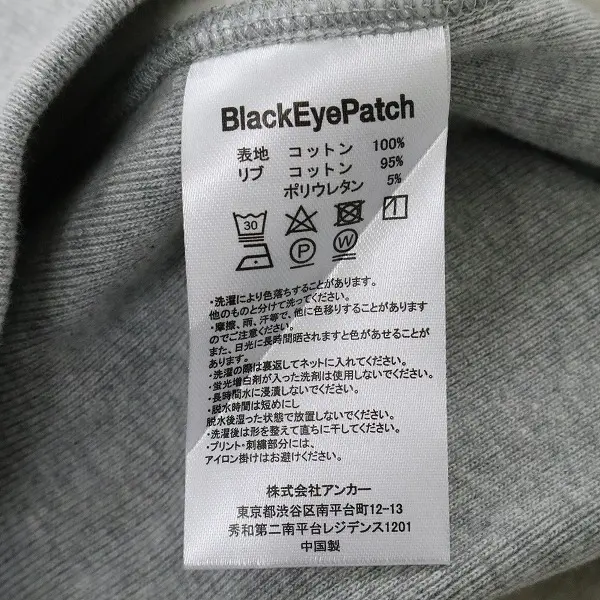 BlackEyePatch
表地 コットン 100%
リブ コットン 95%
ポリウレタン 5%
30
P
W
・洗濯により色落ちすることがあります。
他のものと分けて洗ってください。
・摩擦、雨、汗等で、他に色移りすることがあります
のでご注意ください。
また、日光に長時間晒されますと色があせることが
あります。
・洗濯の際は裏返してネットに入れてください。
・蛍光増白剤が入った洗剤は使用しないでください。
・長時間水に浸漬しないでください。
・脱水時間は短めにし
脱水後湿った状態で放置しないでください。
・洗濯後は形を整えて直ちに干してください。
・プリント・刺繍部分には、
アイロン掛けはお避けください。
株式会社アンカー
東京都渋谷区南平台町12-13
秀和第二南平台レジデンス1201
中国製